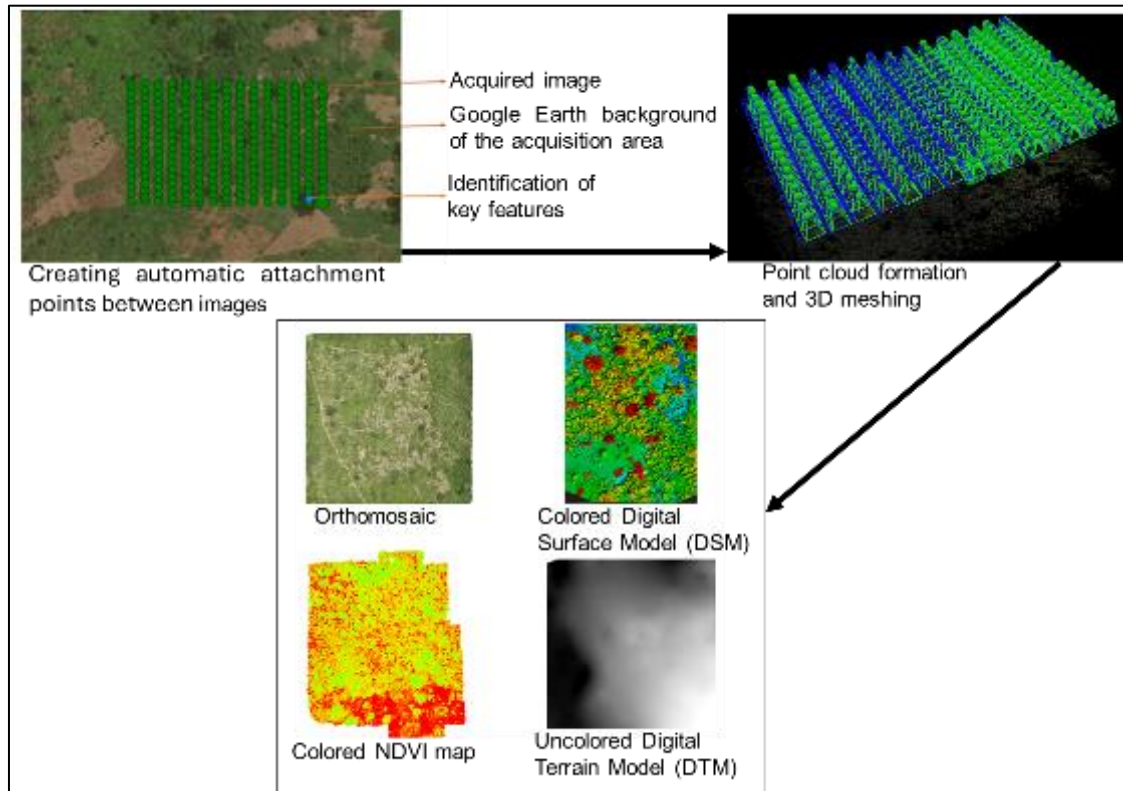 Acquired image
Google Earth background
of the acquisition area
Identification of
key features
Creating automatic attachment
points between images
Point cloud formation
and 3D meshing
Orthomosaic
Colored Digital
Surface Model (DSM)
Colored NDVI map
Uncolored Digital
Terrain Model (DTM)